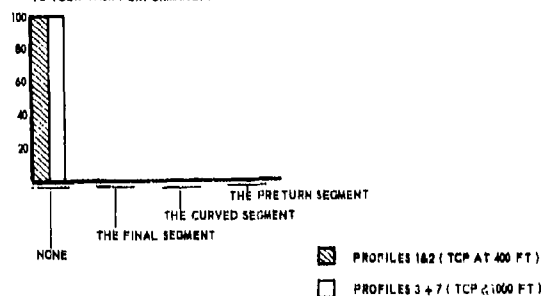 100
80
60
40
20
THE PRETURN SEGMENT
THE CURVED SEGMENT
THE FINAL SEGMENT
NONE
PROFILES 1&2 ( TCP AT 400 FT )
PROFILES 3 + 7 ( TCP @ 1000 FT )